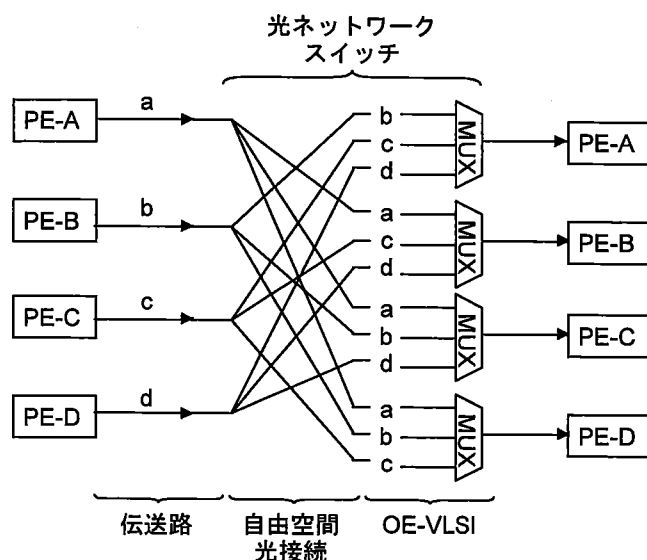 光ネットワーク
スイッチ
PE-A
a
PE-B
b
PE-C
c
PE-D
d
b
c
d
MUX
PE-A
a
c
d
MUX
PE-B
a
b
d
MUX
PE-C
a
b
c
MUX
PE-D
伝送路
自由空間
光接続
OE-VLSI